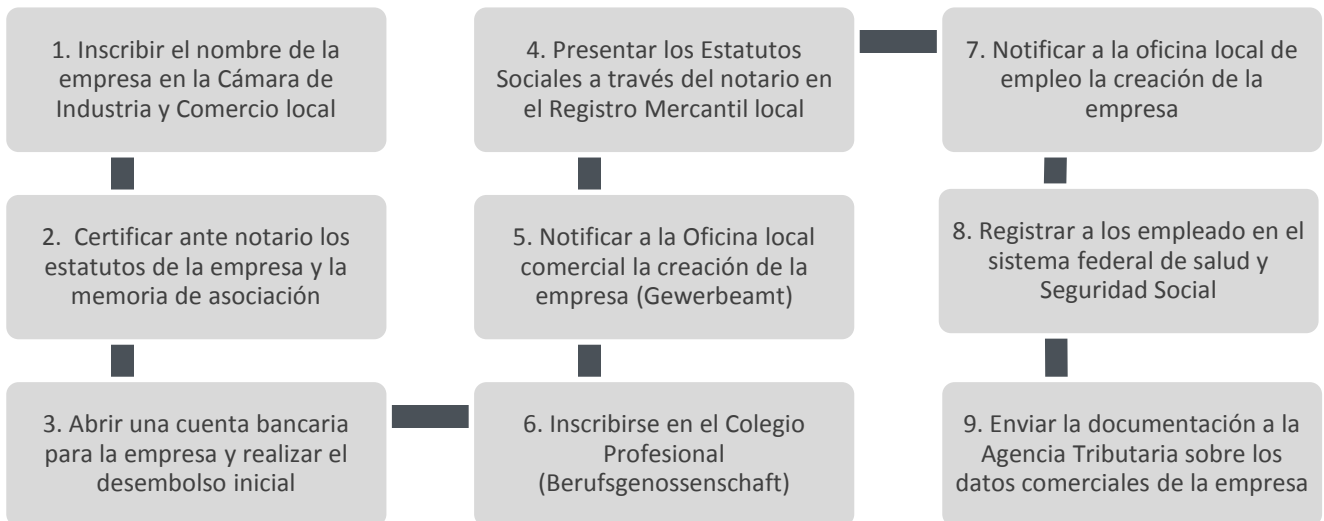 1. Inscribir el nombre de la
empresa en la Cámara de
Industria y Comercio local
2. Certificar ante notario los
estatutos de la empresa y la
memoria de asociación
3. Abrir una cuenta bancaria
para la empresa y realizar el
desembolso inicial
4. Presentar los Estatutos
Sociales a través del notario en
el Registro Mercantil local
5. Notificar a la Oficina local
comercial la creación de la
empresa (Gewerbeamt)
6. Inscribirse en el Colegio
Profesional
(Berufsgenossenschaft)
7. Notificar a la oficina local de
empleo la creación de la
empresa
8. Registrar a los empleado en el
sistema federal de salud y
Seguridad Social
9. Enviar la documentación a la
Agencia Tributaria sobre los
datos comerciales de la empresa